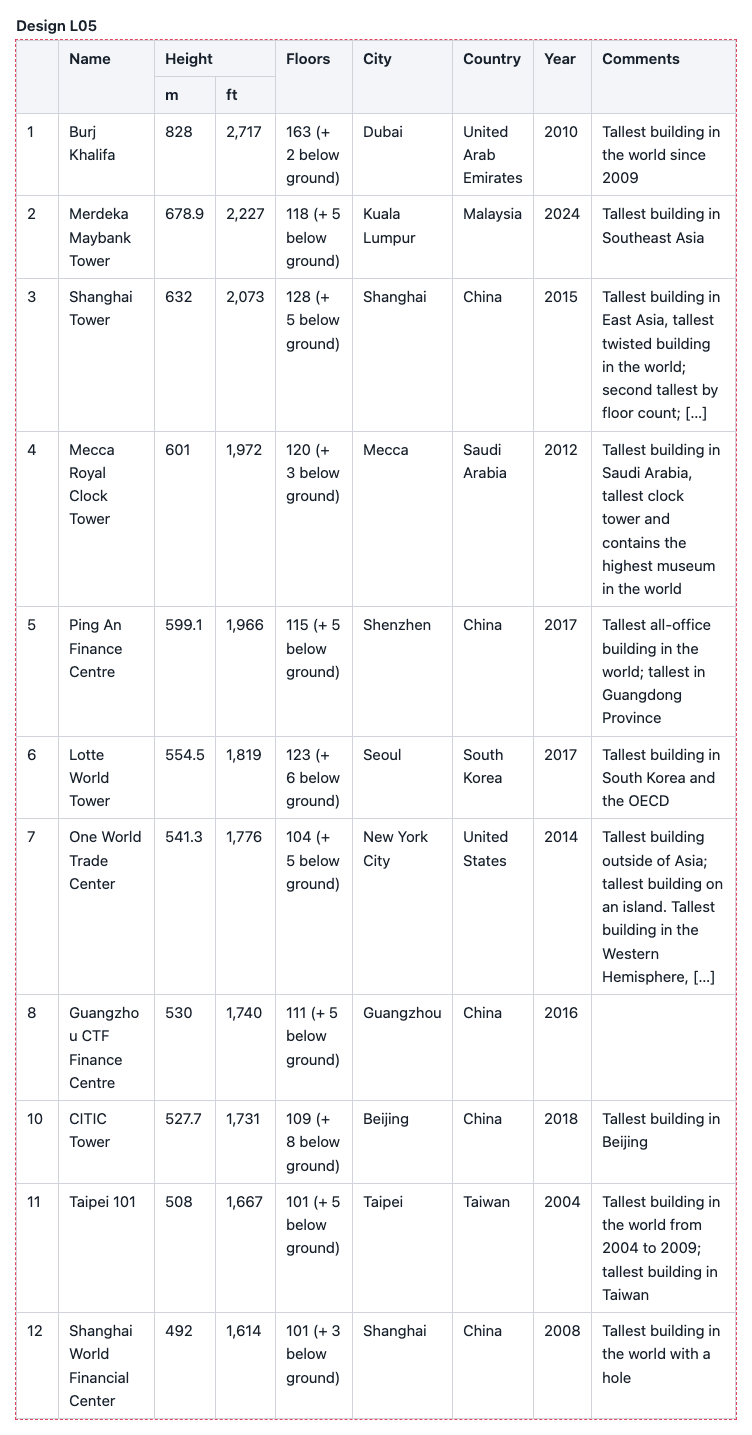 Design L05
Name Height Floors City Country Year Comments
m ft
1 Burj 828 2,717 163 (+ Dubai United 2010 Tallest building in
Khalifa 2 below Arab the world since
ground) Emirates 2009
2 Merdeka 678.9 2,227 118 (+ 5 Kuala Malaysia 2024 Tallest building in
Maybank below Lumpur Southeast Asia
Tower ground)
3 Shanghai 632 2,073 128 (+ Shanghai China 2015 Tallest building in
Tower 5 below East Asia, tallest
ground) twisted building
in the world;
second tallest by
floor count; [...]
4 Mecca 601 1,972 120 (+ Mecca Saudi 2012 Tallest building in
Royal 3 below Arabia Saudi Arabia,
Clock ground) tallest clock
Tower tower and
contains the
highest museum
in the world
5 Ping An 599.1 1,966 115 (+ 5 Shenzhen China 2017 Tallest all-office
Finance below building in the
Centre ground) world; tallest in
Guangdong
Province
6 Lotte 554.5 1,819 123 (+ Seoul South 2017 Tallest building in
World 6 below Korea South Korea and
Tower ground) the OECD
7 One World 541.3 1,776 104 (+ New York United 2014 Tallest building
Trade 5 below City States outside of Asia;
Center ground) tallest building on
an island. Tallest
building in the
Western
Hemisphere, [...]
8 Guangzho 530 1,740 111 (+ 5 Guangzhou China 2016
u CTF below
Finance ground)
Centre
10 CITIC 527.7 1,731 109 (+ Beijing China 2018 Tallest building in
Tower 8 below Beijing
ground)
11 Taipei 101 508 1,667 101 (+ 5 Taipei Taiwan 2004 Tallest building in
below the world from
ground) 2004 to 2009;
tallest building in
Taiwan
12 Shanghai 492 1,614 101 (+ 3 Shanghai China 2008 Tallest building in
World below the world with a
Financial ground) hole
Center